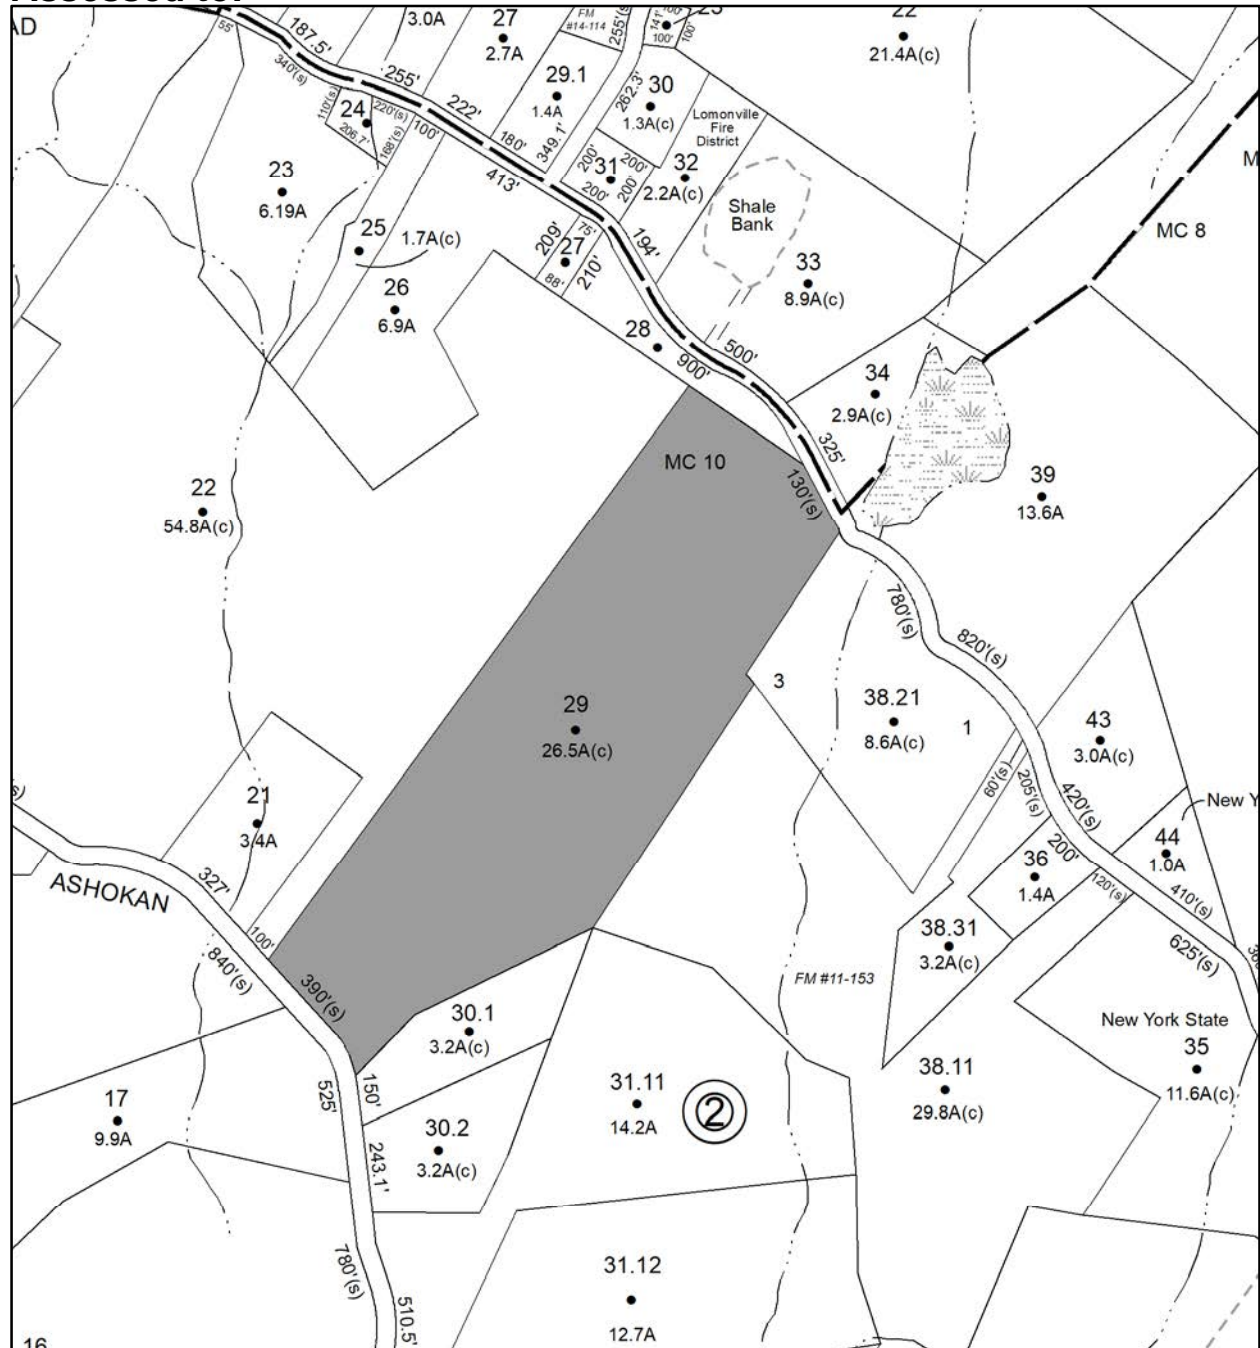 AD
55'
187.5'
340'(s)
255'
3.0A
27
2.7A
FM
#14-114
255'(s)
141'
100'
100'
22
21.4A(c)
110'(s)
24
206.7'
220'(s)
168'(s)
100'
222'
180'
349.1'
29.1
1.4A
262.3'
30
1.3A(c)
Lomonville
Fire
District
23
6.19A
413'
200'
31
200'
200'
200'
32
2.2A(c)
Shale
Bank
MC 8
25
1.7A(c)
209'
75'
27
88'
210'
194'
33
8.9A(c)
26
6.9A
28
900'
500'
34
2.9A(c)
325'
MC 10
130'(s)
39
13.6A
22
54.8A(c)
780'(s)
820'(s)
3
38.21
8.6A(c)
1
43
3.0A(c)
29
26.5A(c)
60'(s)
205'(s)
420'(s)
New Y
21
3.4A
200'
44
1.0A
36
1.4A
120'(s)
410'(s)
ASHOKAN
327'
100'
840'(s)
38.31
3.2A(c)
625'(s)
390'(s)
FM #11-153
30.1
3.2A(c)
New York State
35
11.6A(c)
17
9.9A
525'
150'
31.11
14.2A
2
38.11
29.8A(c)
30.2
3.2A(c)
243.1'
780'(s)
510.5'
31.12
12.7A
16